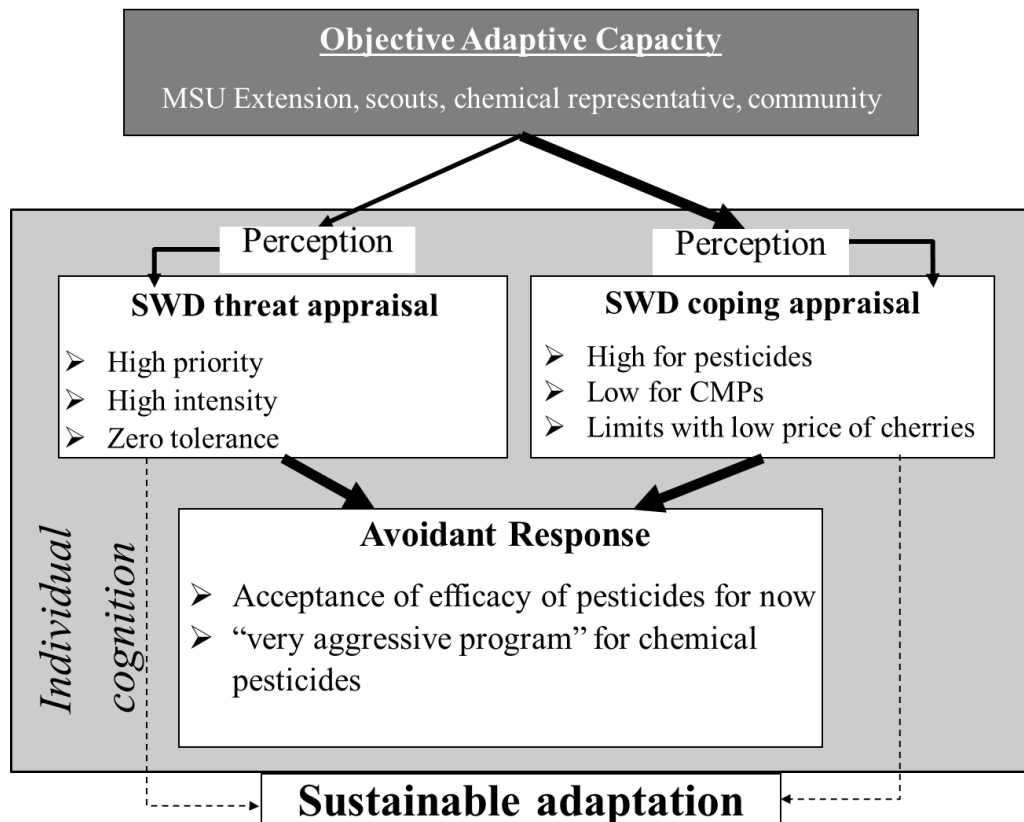 Objective Adaptive Capacity
MSU Extension, scouts, chemical representative, community
Perception
Perception
SWD threat appraisal
➢ High priority
➢ High intensity
➢ Zero tolerance
SWD coping appraisal
➢ High for pesticides
➢ Low for CMPs
➢ Limits with low price of cherries
Individual
cognition
Avoidant Response
➢ Acceptance of efficacy of pesticides for now
➢ “very aggressive program” for chemical
pesticides
Sustainable adaptation